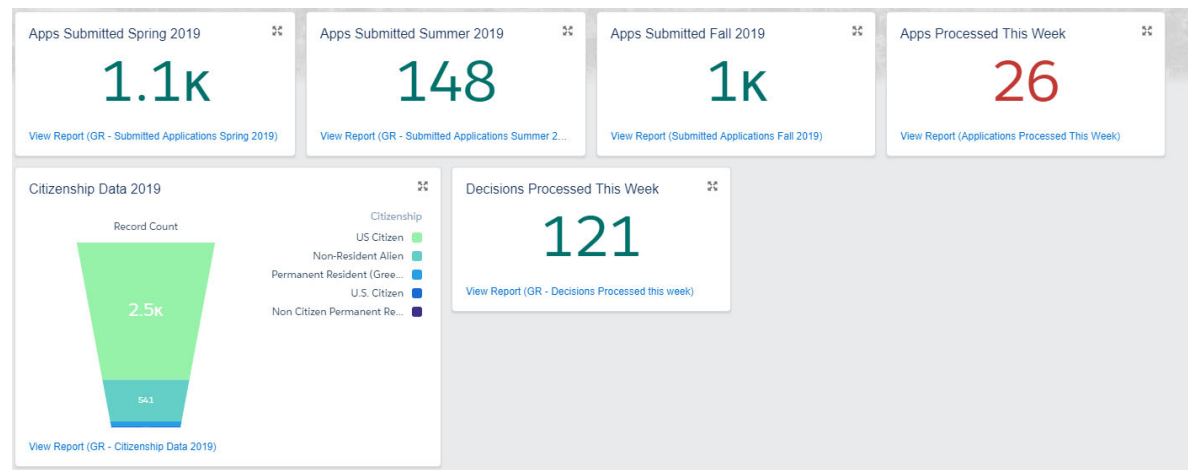 Apps Submitted Spring 2019
1.1K
View Report (GR - Submitted Applications Spring 2019)
Apps Submitted Summer 2019
148
View Report (GR - Submitted Applications Summer 2...
Apps Submitted Fall 2019
1K
View Report (Submitted Applications Fall 2019)
Apps Processed This Week
26
View Report (Applications Processed This Week)
Citizenship Data 2019
Record Count
2.5K
541
Citizenship
US Citizen
Non-Resident Alien
Permanent Resident (Gree...
U.S. Citizen
Non Citizen Permanent Re...
View Report (GR - Citizenship Data 2019)
Decisions Processed This Week
121
View Report (GR - Decisions Processed this week)